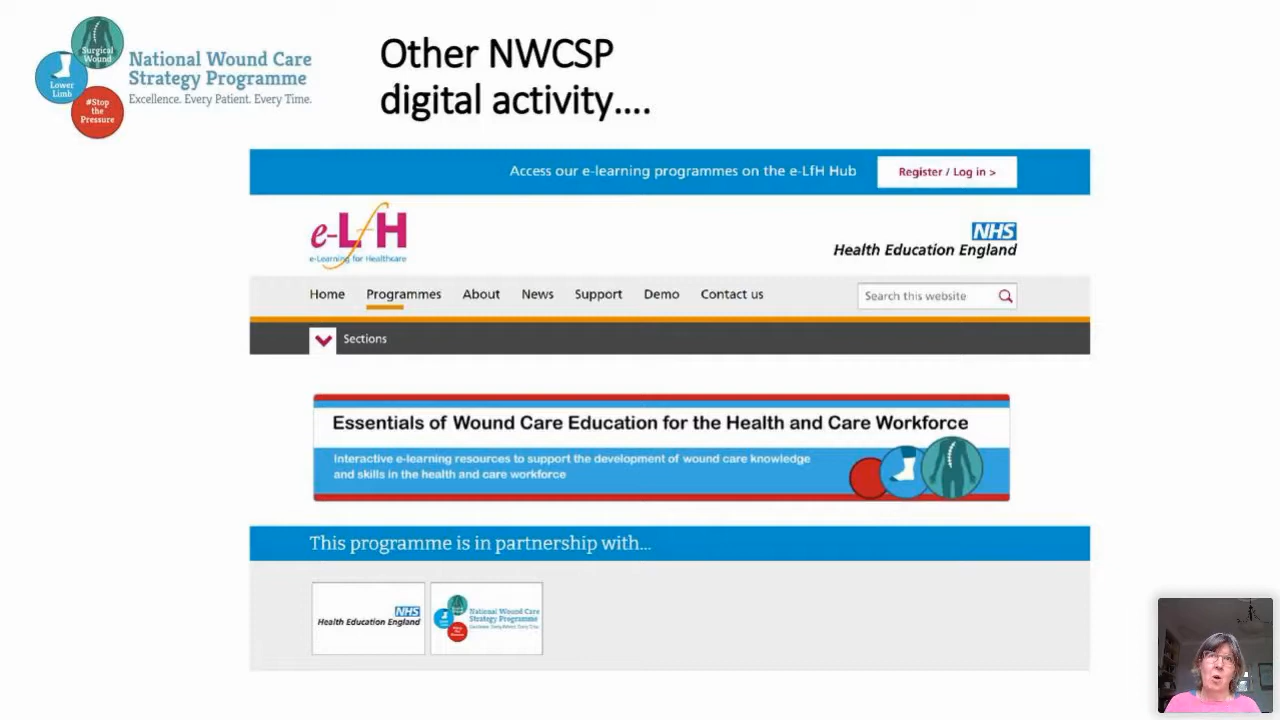 Surgical
Wound
Lower
Limb
#Stop
the
Pressure
National Wound Care
Strategy Programme
Excellence. Every Patient. Every Time.
Other NWCSP
digital activity....
Access our e-learning programmes on the e-LfH Hub
Register / Log in >
e-LfH
e-Learning for Healthcare
NHS
Health Education England
Home Programmes About News Support Demo Contact us
Search this website
Sections
Essentials of Wound Care Education for the Health and Care Workforce
Interactive e-learning resources to support the development of wound care knowledge
and skills in the health and care workforce
This programme is in partnership with...
NHS
Health Education England
National Wound Care
Strategy Programme
Excellence. Every Patient. Every Time.